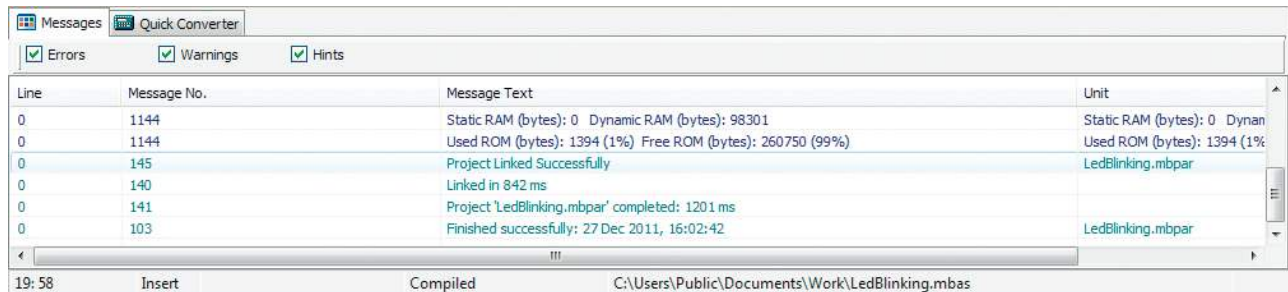 Messages Quick Converter
Errors Warnings Hints
Line Message No. Message Text Unit
0 1144 Static RAM (bytes): 0 Dynamic RAM (bytes): 98301 Static RAM (bytes): 0 Dynan
0 1144 Used ROM (bytes): 1394 (1%) Free ROM (bytes): 260750 (99%) Used ROM (bytes): 1394 (1%
0 145 Project Linked Successfully LedBlinking.mbpar
0 140 Linked in 842 ms
0 141 Project 'LedBlinking.mbpar' completed: 1201 ms
0 103 Finished successfully: 27 Dec 2011, 16:02:42 LedBlinking.mbpar
19: 58 Insert Compiled C:\Users\Public\Documents\Work\LedBlinking.mbas